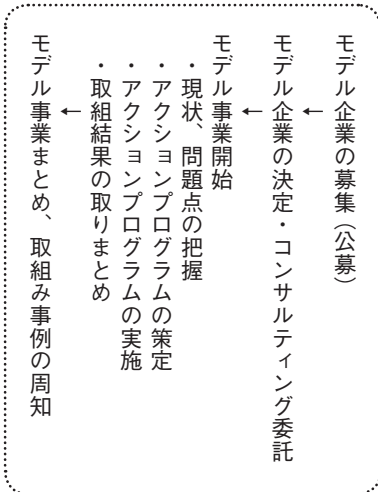 モデル企業の募集（公募）
↓
モデル企業の決定・コンサルティング委託
↓
モデル事業開始
・現状、問題点の把握
・アクションプログラムの策定
・アクションプログラムの実施
・取組結果の取りまとめ
↓
モデル事業まとめ、取組み事例の周知